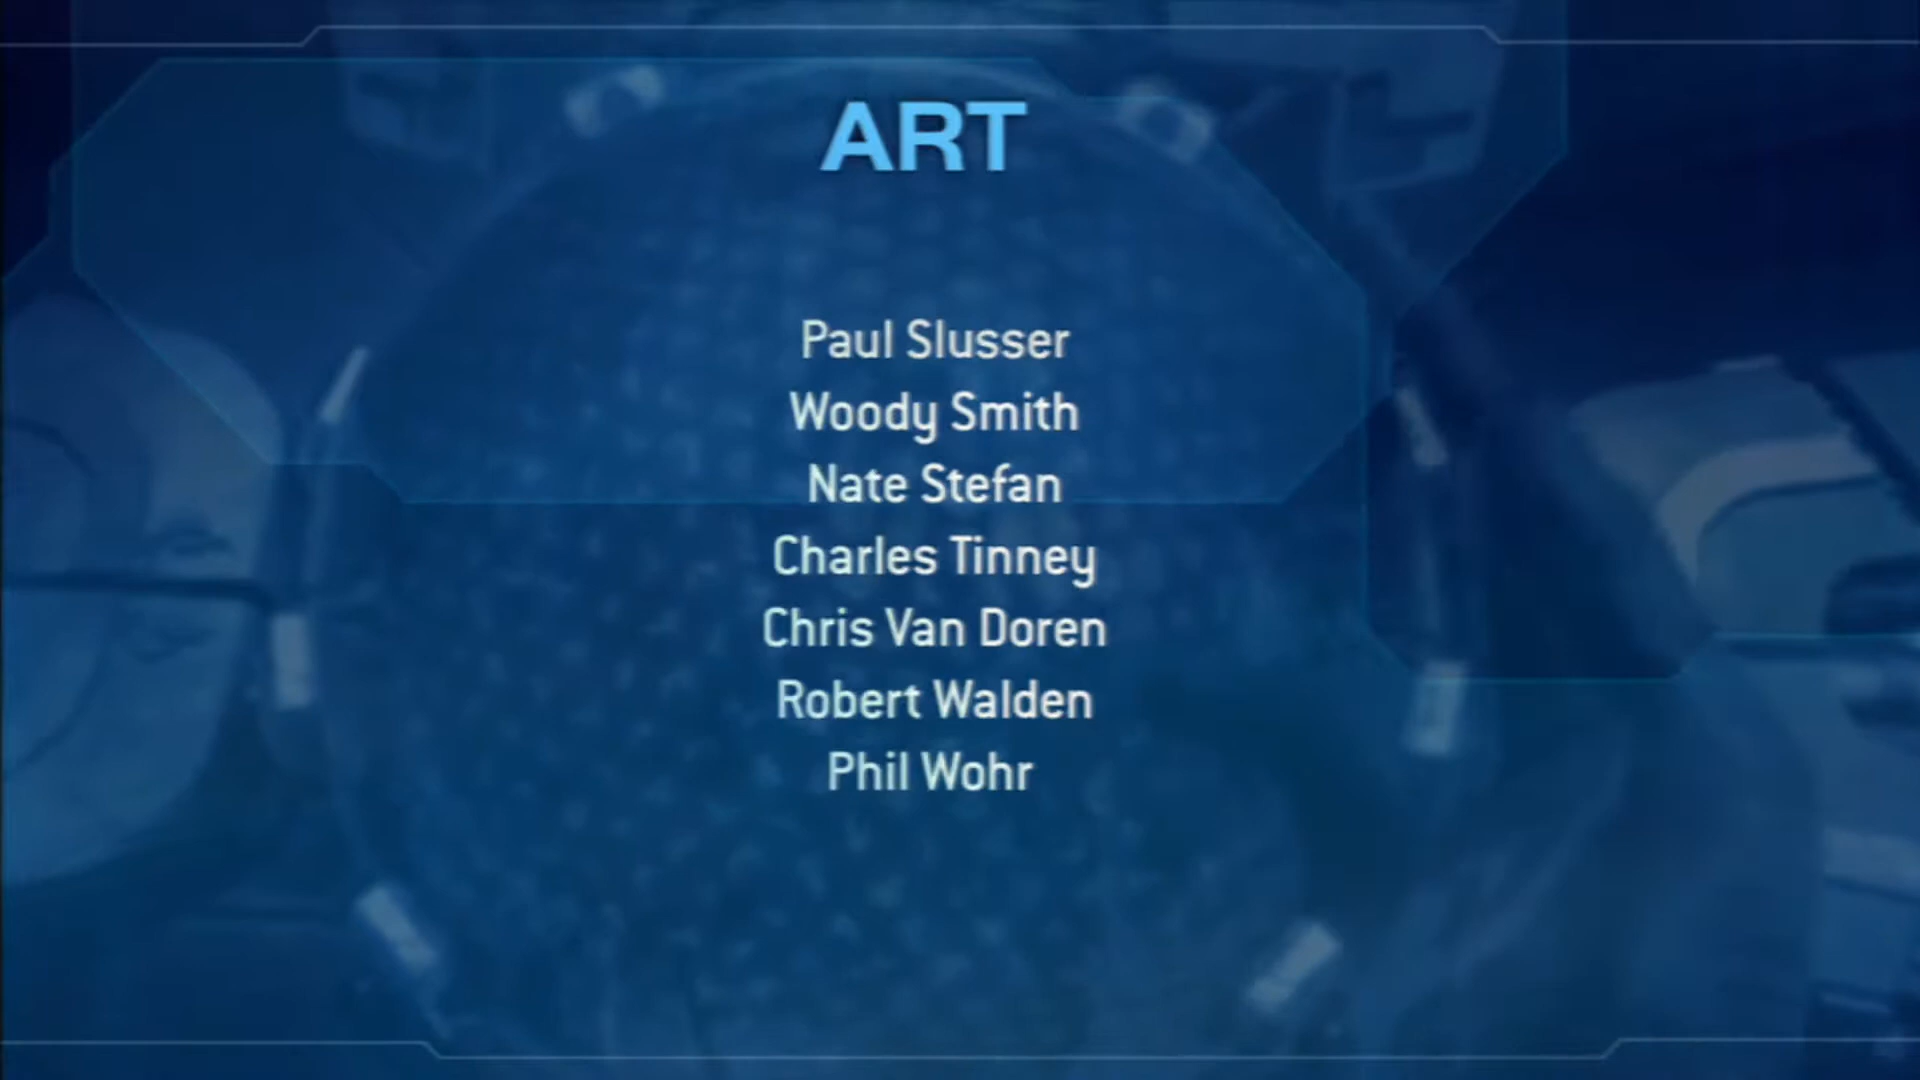 ART
Paul Slusser
Woody Smith
Nate Stefan
Charles Tinney
Chris Van Doren
Robert Walden
Phil Wohr